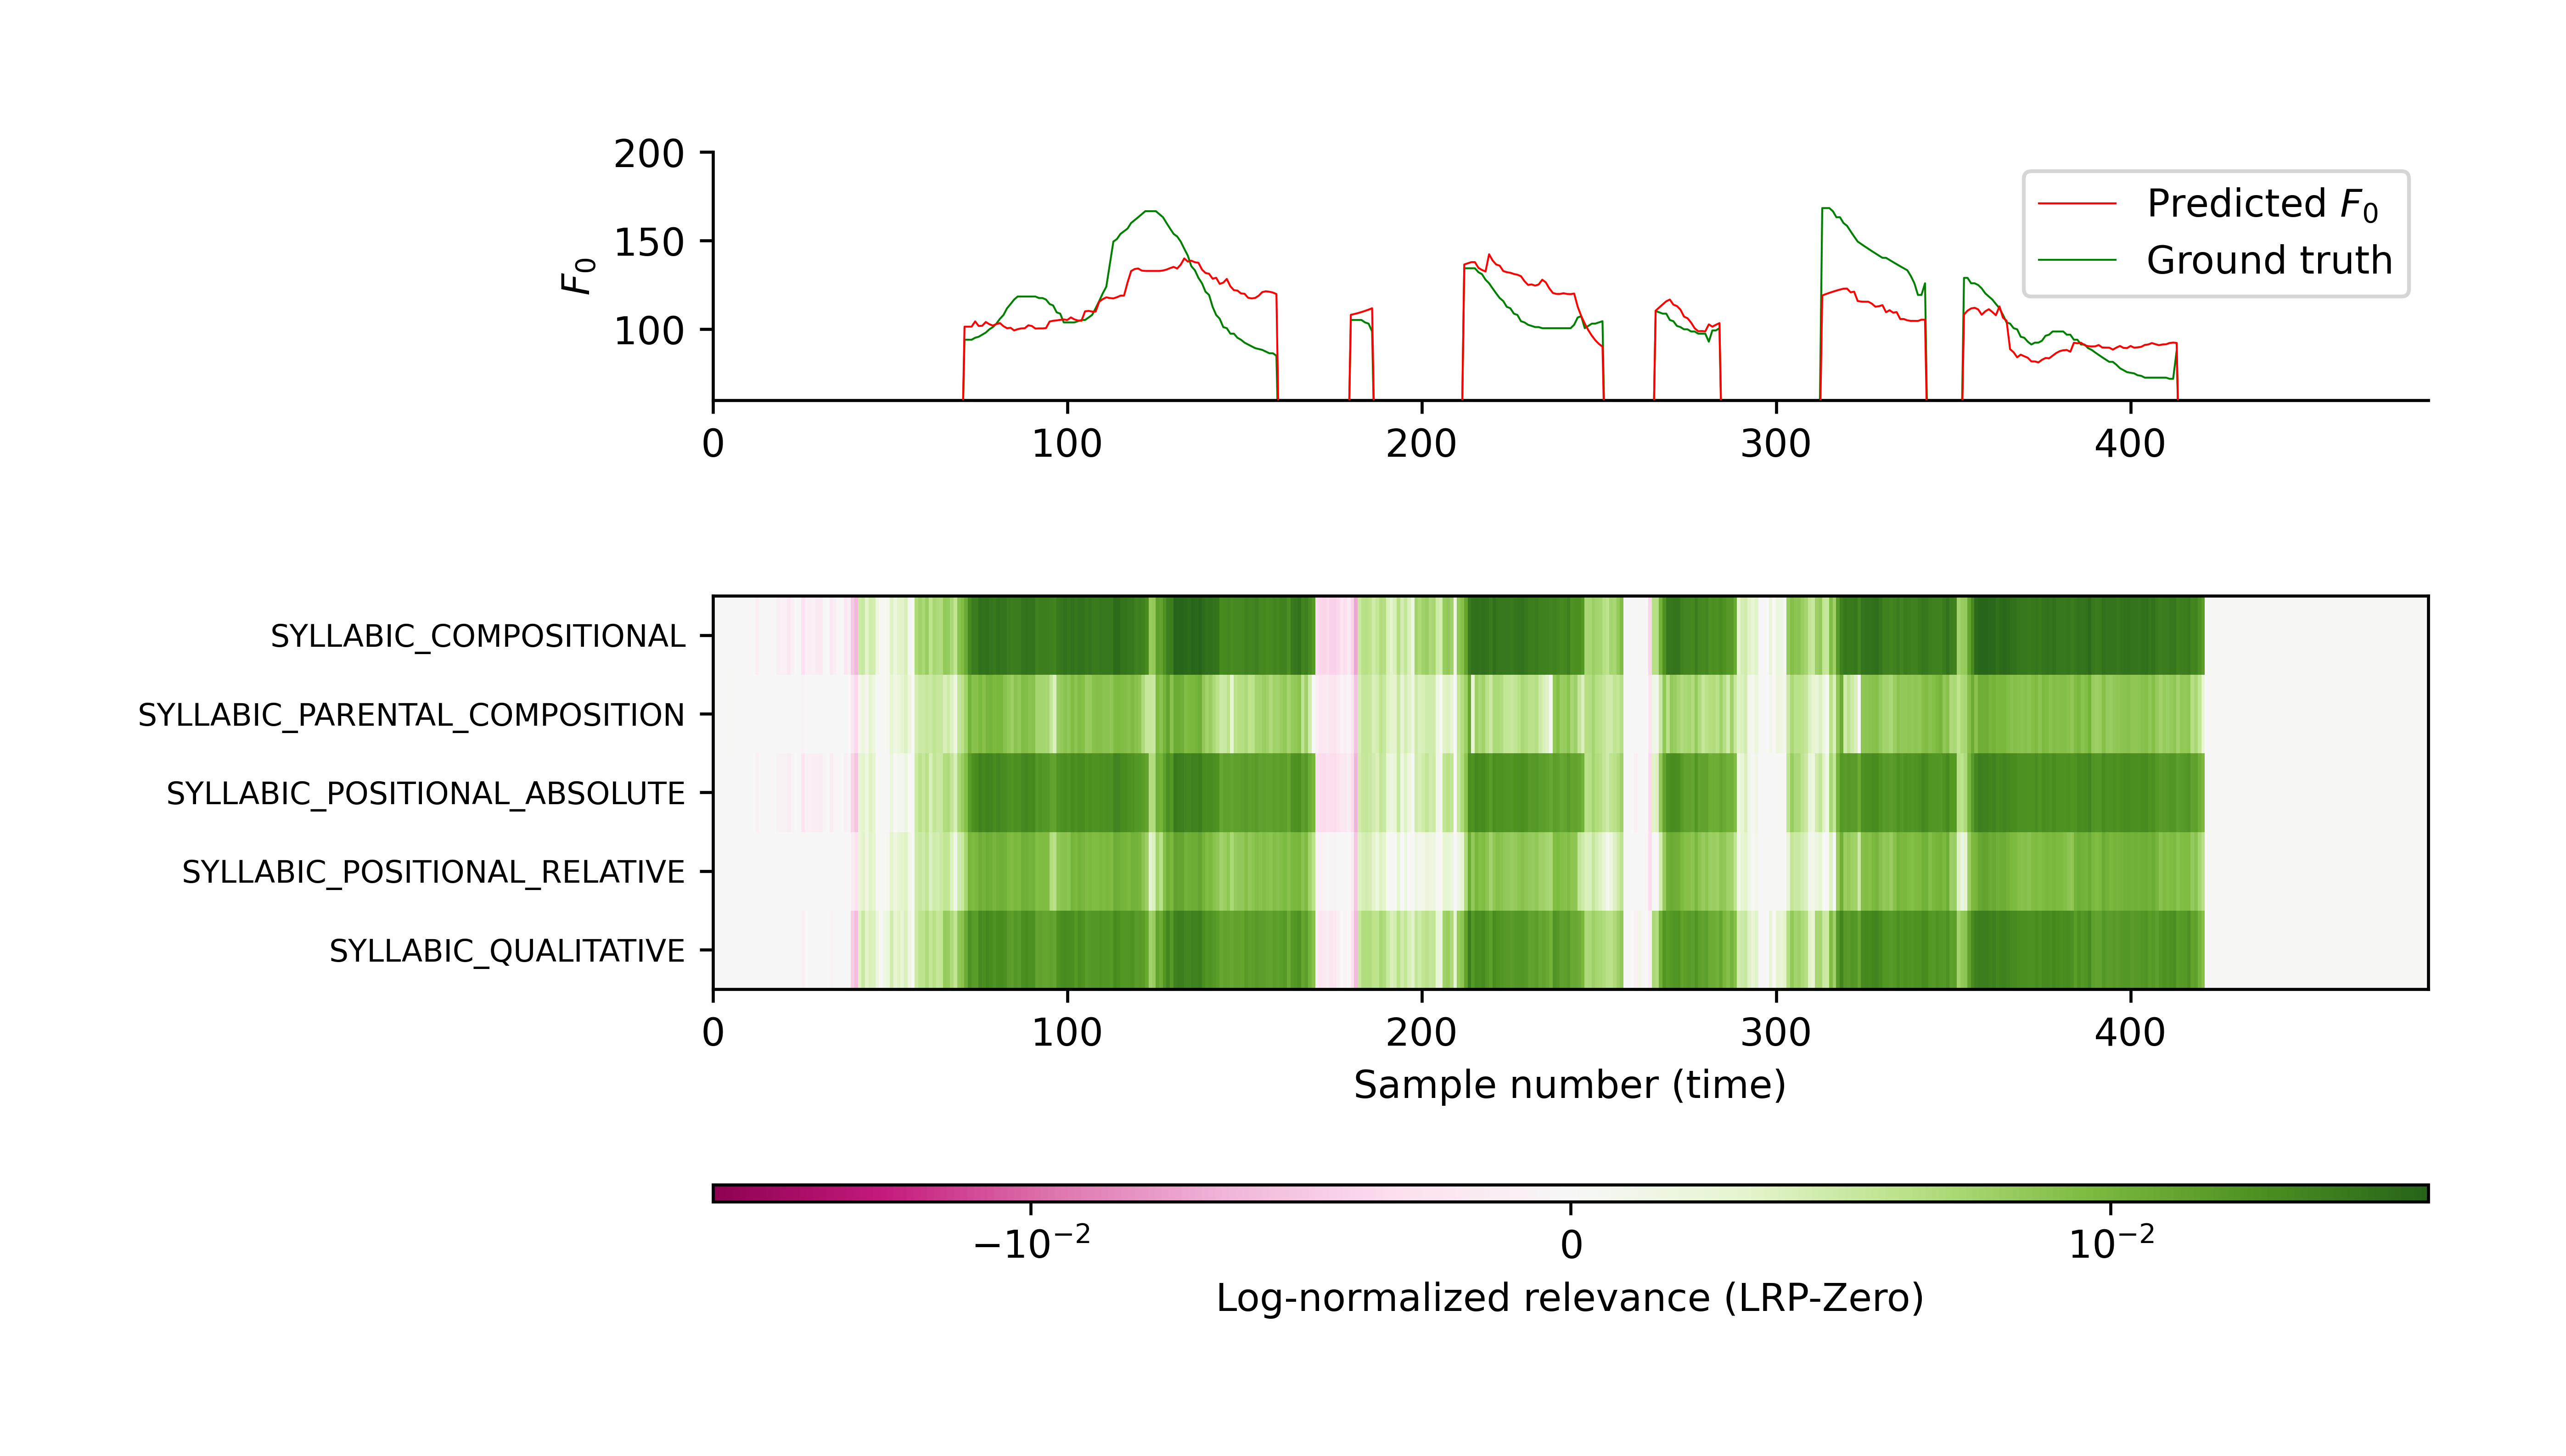 200
150
100
F₀
Predicted F₀
Ground truth
0 100 200 300 400
SYLLABIC_COMPOSITIONAL
SYLLABIC_PARENTAL_COMPOSITION
SYLLABIC_POSITIONAL_ABSOLUTE
SYLLABIC_POSITIONAL_RELATIVE
SYLLABIC_QUALITATIVE
0 100 200 300 400
Sample number (time)
−10⁻² 0 10⁻²
Log-normalized relevance (LRP-Zero)